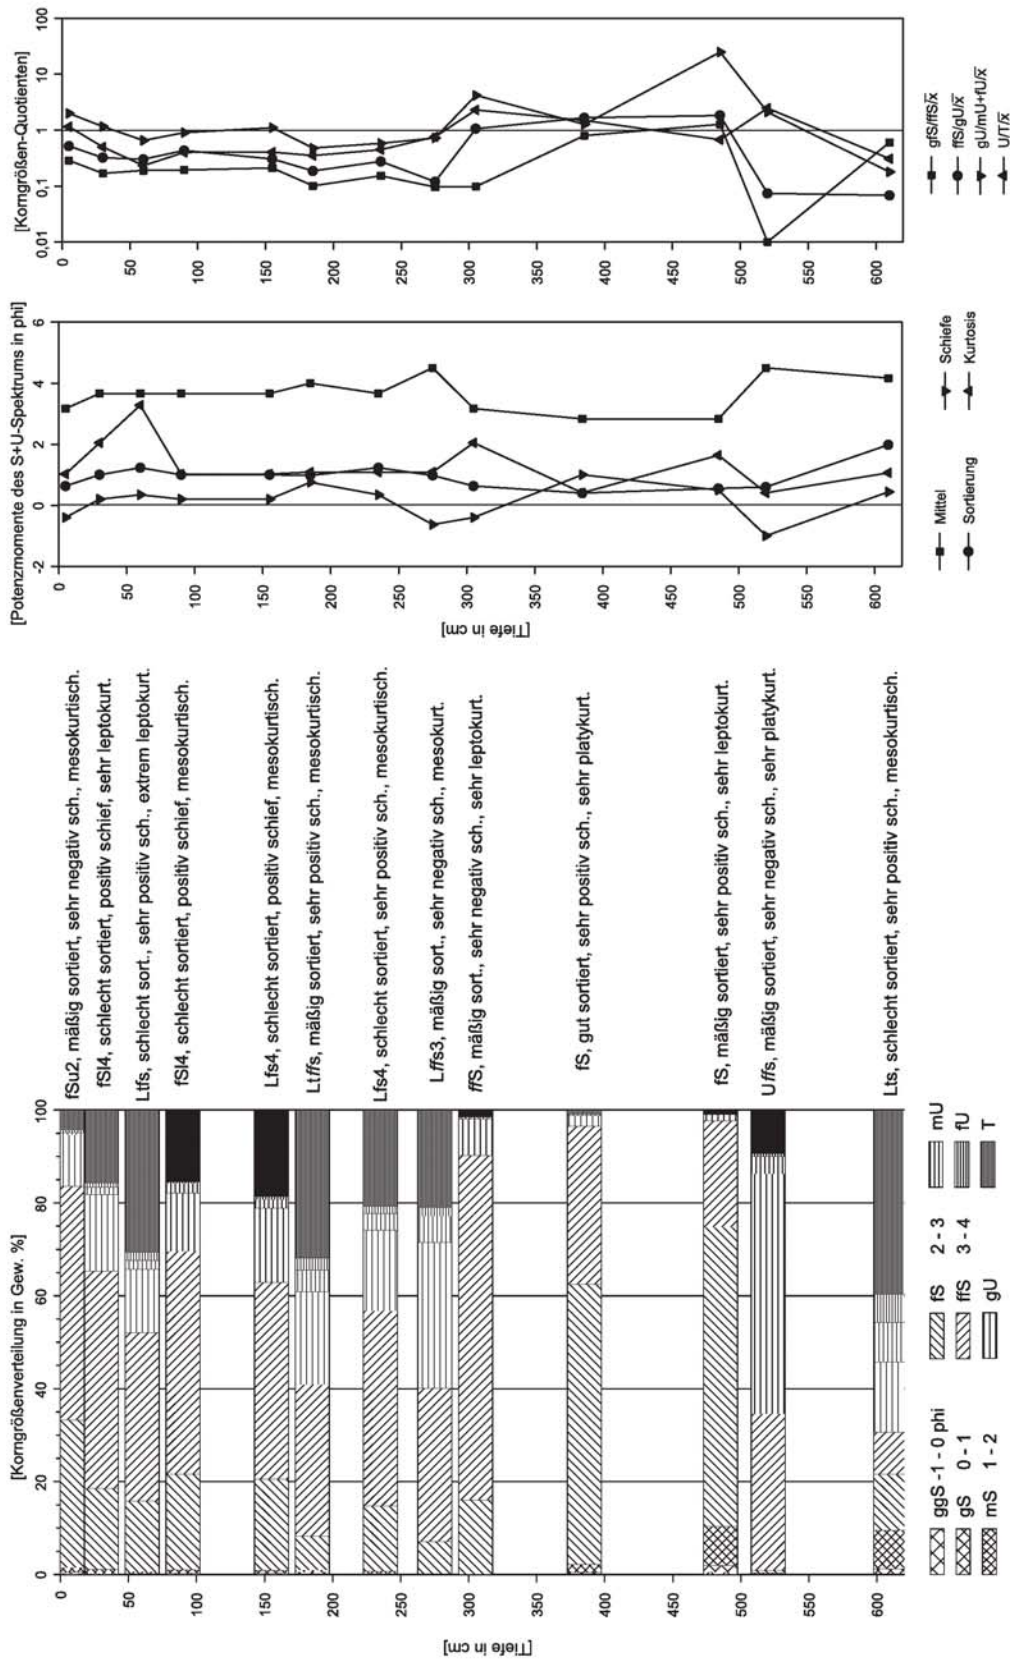 [Korngrößenverteilung in Gew. %]
0 20 40 60 80 100
[Tiefe in cm]
0
50
100
150
200
250
300
350
400
450
500
550
600
fSu2, mäßig sortiert, sehr negativ sch., mesokurtisch.
fSl4, schlecht sortiert, positiv schief, sehr leptokurt.
Ltfs, schlecht sort., sehr positiv sch., extrem leptokurt.
fSl4, schlecht sortiert, positiv schief, mesokurtisch.
Lfs4, schlecht sortiert, positiv schief, mesokurtisch.
Ltffs, mäßig sortiert, sehr positiv sch., mesokurtisch.
Lfs4, schlecht sortiert, sehr positiv sch., mesokurtisch.
Lffs3, mäßig sort., sehr negativ sch., mesokurt.
ffS, mäßig sort., sehr negativ sch., sehr leptokurt.
fS, gut sortiert, sehr positiv sch., sehr platykurt.
fS, mäßig sortiert, sehr positiv sch., sehr leptokurt.
Uffs, mäßig sortiert, sehr negativ sch., sehr platykurt.
Lts, schlecht sortiert, sehr positiv sch., mesokurtisch.
ggS -1 - 0 phi
gS 0 - 1
mS 1 - 2
fS 2 - 3
ffS 3 - 4
gU
mU
fU
T
[Potenzmomente des S+U-Spektrums in phi]
-2 0 2 4 6
[Tiefe in cm]
0
50
100
150
200
250
300
350
400
450
500
550
600
Mittel
Sortierung
Schiefe
Kurtosis
[Korngrößen-Quotienten]
0,01 0,1 1 10 100
0
50
100
150
200
250
300
350
400
450
500
550
600
gfS/ffS/x̅
ffS/gU/x̅
gU/mU+fU/x̅
U/T/x̅